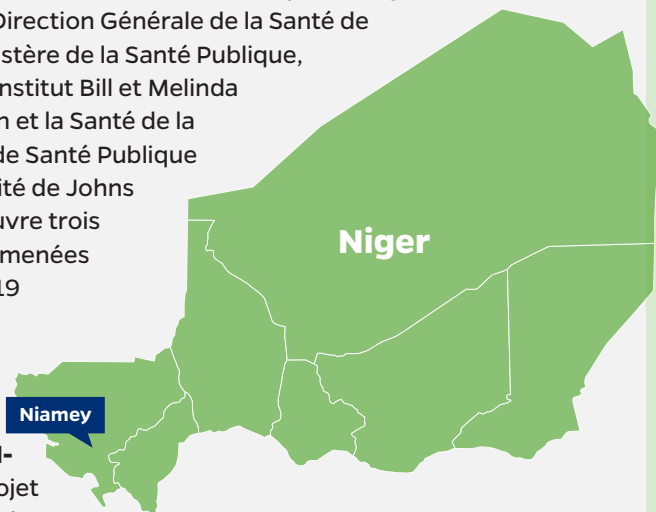 Direction Générale de la Santé de
stère de la Santé Publique,
nstitut Bill et Melinda
n et la Santé de la
de Santé Publique
ité de Johns
uvre trois
menées
19
Niger
Niamey
ojet